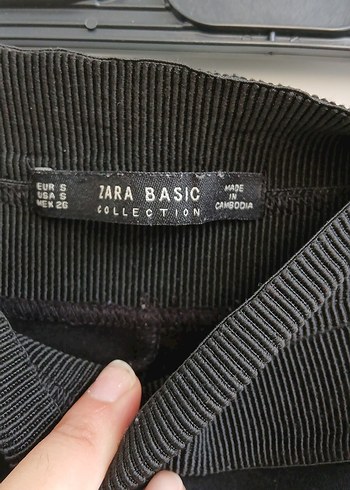 EUR S
USA S
MEX 26
ZARA BASIC
COLLECTION
MADE
IN
CAMBODIA